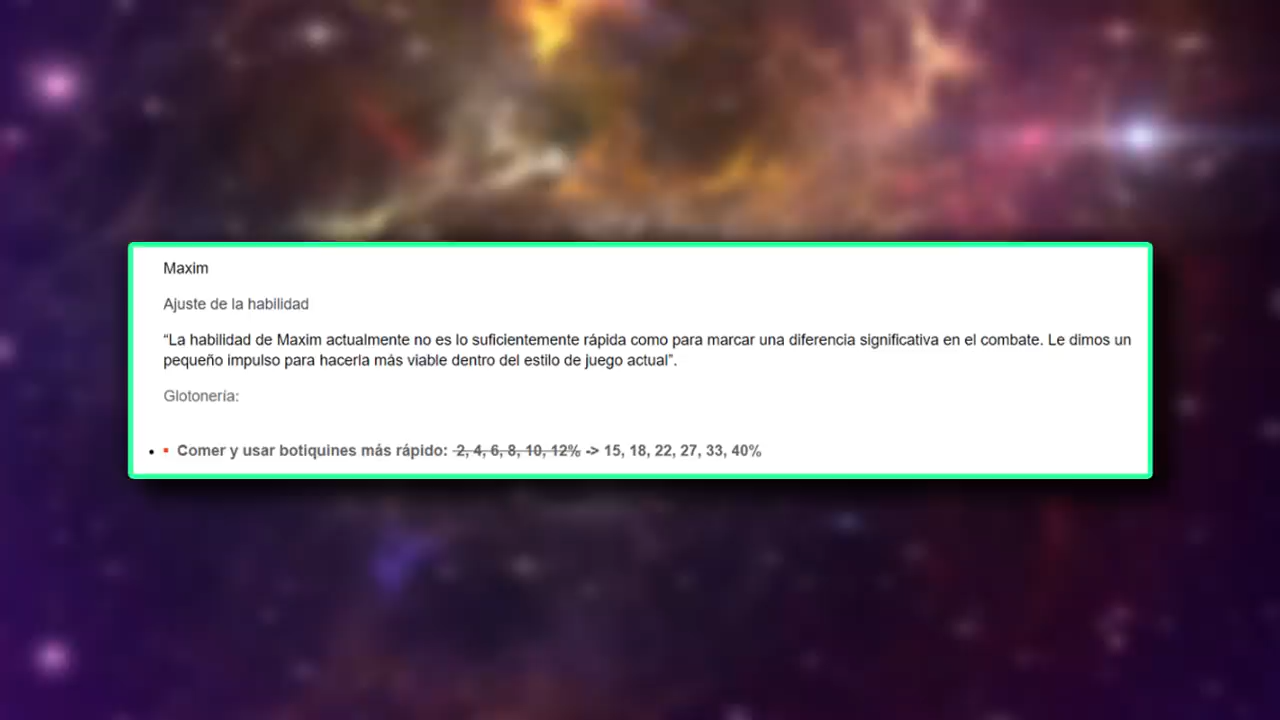 Maxim
Ajuste de la habilidad
“La habilidad de Maxim actualmente no es lo suficientemente rápida como para marcar una diferencia significativa en el combate. Le dimos un
pequeño impulso para hacerla más viable dentro del estilo de juego actual”.
Glotonería:
Comer y usar botiquines más rápido: 2, 4, 6, 8, 10, 12% -> 15, 18, 22, 27, 33, 40%